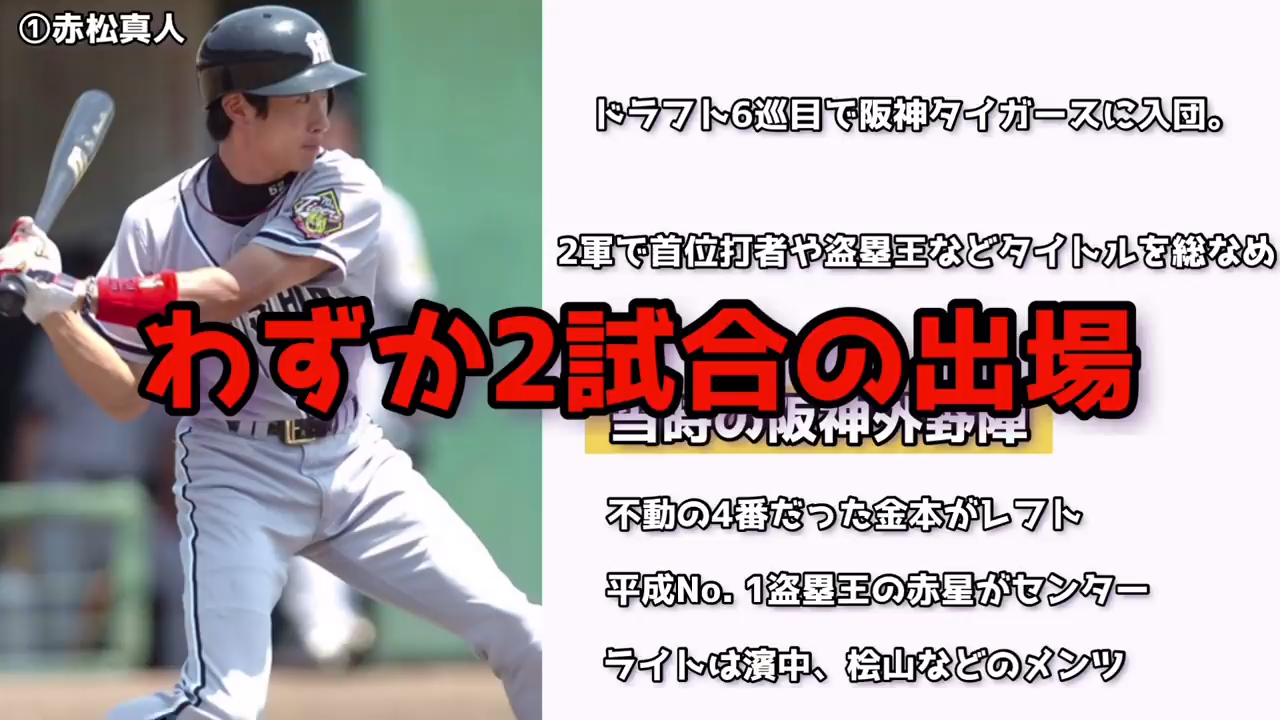 ①赤松真人
ドラフト6巡目で阪神タイガースに入団。
2軍で首位打者や盗塁王などタイトルを総なめ
わずか2試合の出場
当時の阪神外野陣
不動の4番だった金本がレフト
平成No. 1盗塁王の赤星がセンター
ライトは濱中、桧山などのメンツ
Tigers